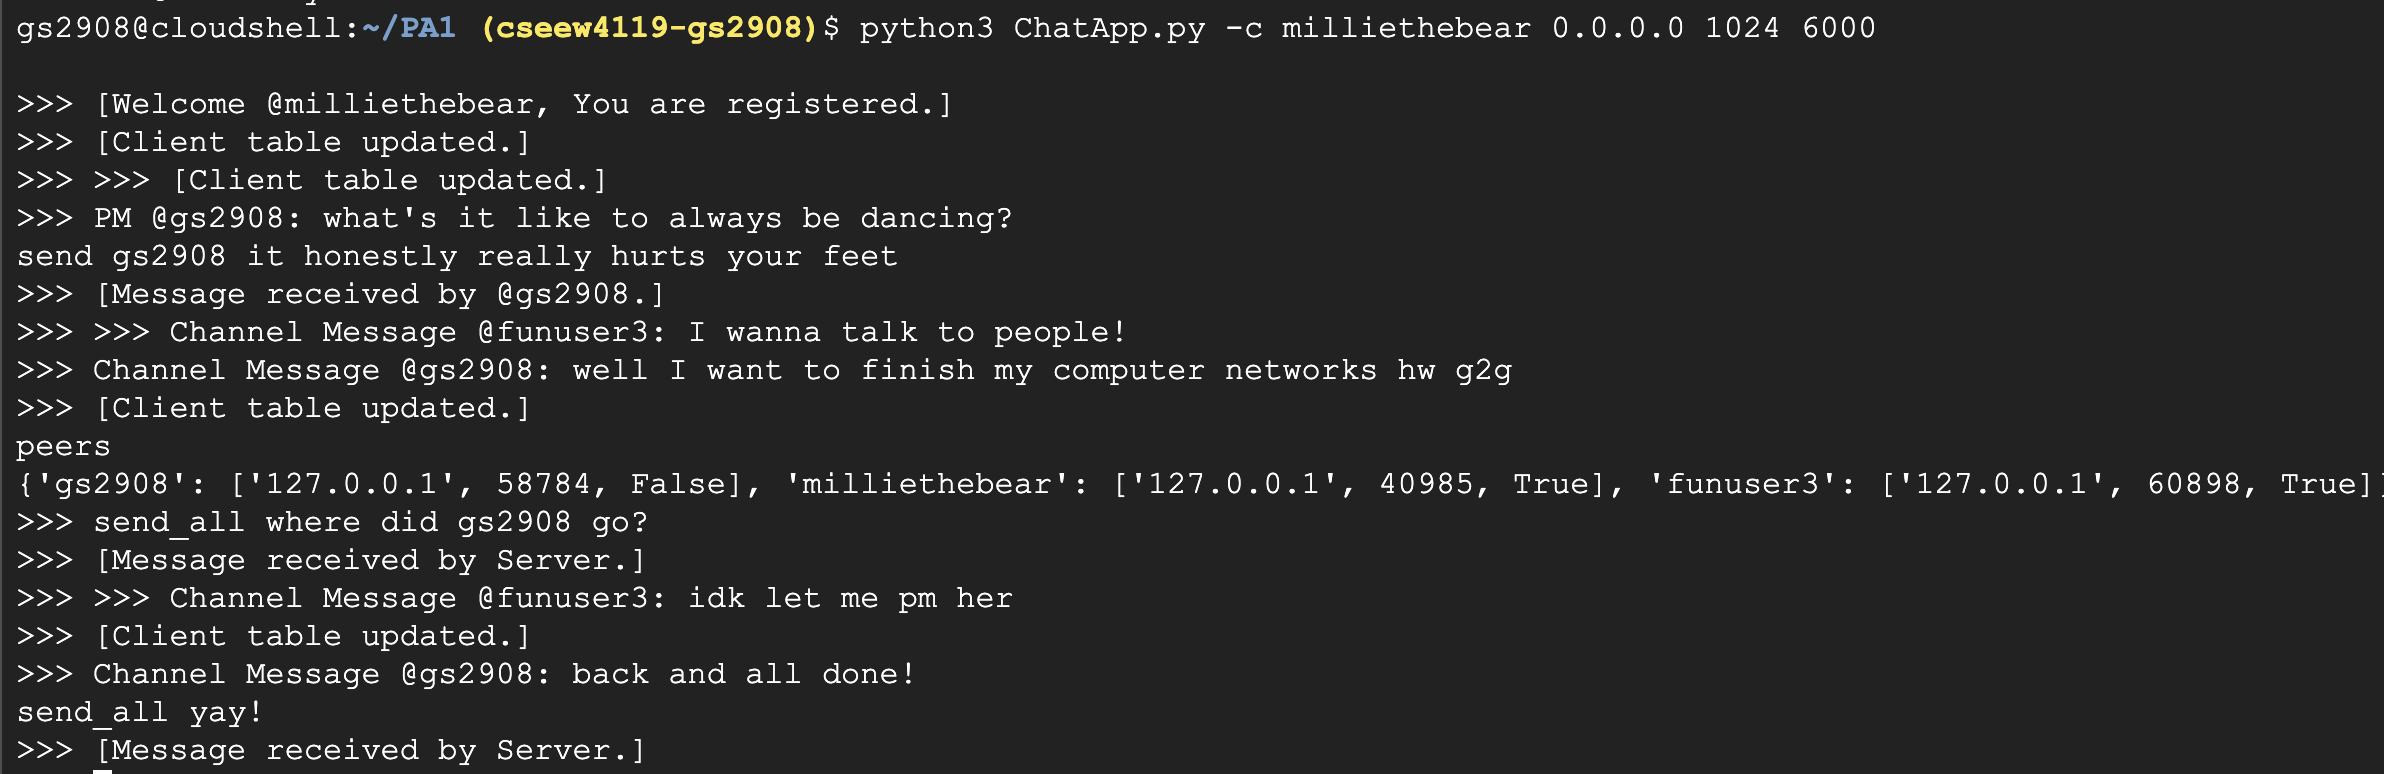 gs2908@cloudshell:~/PA1 (cseew4119-gs2908)$ python3 ChatApp.py -c milliethebear 0.0.0.0 1024 6000
>>> [Welcome @milliethebear, You are registered.]
>>> [Client table updated.]
>>> >>> [Client table updated.]
>>> PM @gs2908: what's it like to always be dancing?
send gs2908 it honestly really hurts your feet
>>> [Message received by @gs2908.]
>>> >>> Channel Message @funuser3: I wanna talk to people!
>>> Channel Message @gs2908: well I want to finish my computer networks hw g2g
>>> [Client table updated.]
peers
{'gs2908': ['127.0.0.1', 58784, False], 'milliethebear': ['127.0.0.1', 40985, True], 'funuser3': ['127.0.0.1', 60898, True]
>>> send_all where did gs2908 go?
>>> [Message received by Server.]
>>> >>> Channel Message @funuser3: idk let me pm her
>>> [Client table updated.]
>>> Channel Message @gs2908: back and all done!
send_all yay!
>>> [Message received by Server.]